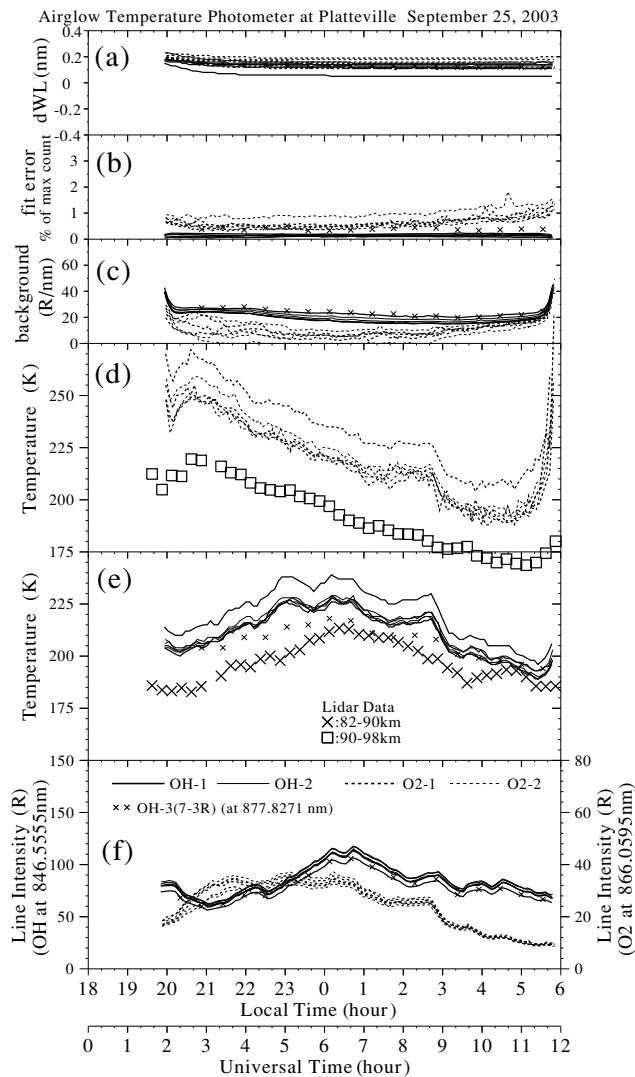 Airglow Temperature Photometer at Platteville September 25, 2003
(a)
dWL (nm)
0.4
0.2
0
-0.2
-0.4
(b)
fit error
% of max count
3
2
1
0
(c)
background
(R/nm)
60
40
20
0
(d)
Temperature (K)
250
225
200
175
(e)
Temperature (K)
225
200
175
150
Lidar Data
×:82-90km
□:90-98km
OH-1 OH-2 O2-1 O2-2
×× OH-3(7-3R) (at 877.8271 nm)
(f)
Line Intensity (R)
(OH at 846.5555nm)
150
100
50
0
80
60
40
20
0
Line Intensity (R)
(O2 at 866.0595nm)
18 19 20 21 22 23 0 1 2 3 4 5 6
Local Time (hour)
0 1 2 3 4 5 6 7 8 9 10 11 12
Universal Time (hour)